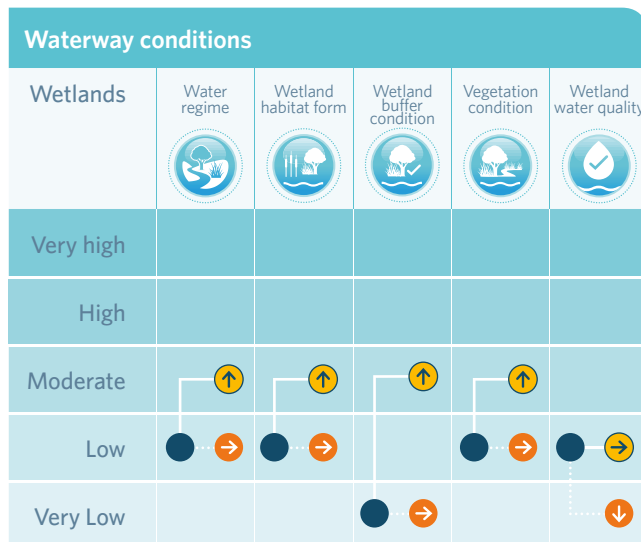 Waterway conditions
Wetlands
Water
regime
Wetland
habitat form
Wetland
buffer
condition
Vegetation
condition
Wetland
water quality
Very high
High
Moderate
Low
Very Low